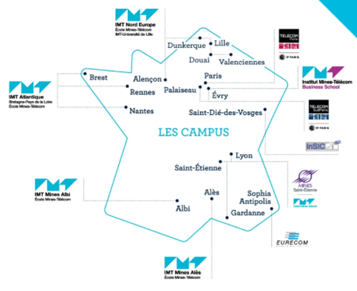 IMT Nord Europe
École Mines-Télécom
IMT-Université de Lille
Dunkerque
Lille
Douai
Valenciennes
TELECOM
Paris
IP PARIS
Institut Mines-Télécom
Business School
TELECOM
SudParis
IP PARIS
Brest
Alençon
Paris
Palaiseau
Évry
Rennes
Nantes
IMT Atlantique
Bretagne-Pays de la Loire
École Mines-Télécom
Saint-Dié-des-Vosges
InSIC
LES CAMPUS
Lyon
Saint-Étienne
MINES
Saint-Étienne
IMT Mines Albi
École Mines-Télécom
Albi
Alès
Sophia
Antipolis
Gardanne
EURECOM
IMT Mines Alès
École Mines-Télécom